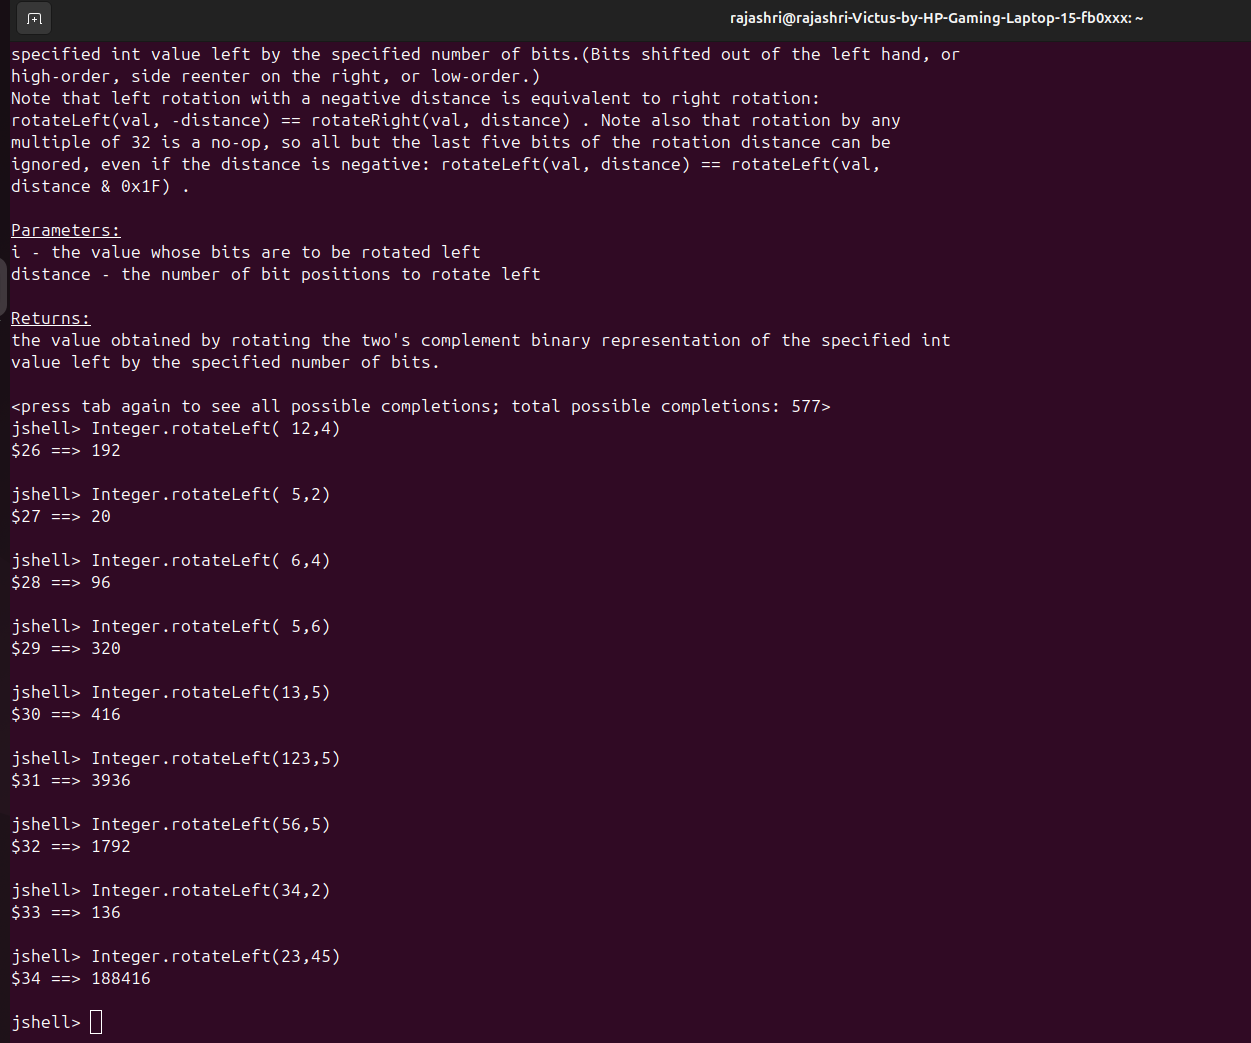 rajashri@rajashri-Victus-by-HP-Gaming-Laptop-15-fb0xxx: ~
specified int value left by the specified number of bits.(Bits shifted out of the left hand, or
high-order, side reenter on the right, or low-order.)
Note that left rotation with a negative distance is equivalent to right rotation:
rotateLeft(val, -distance) == rotateRight(val, distance) . Note also that rotation by any
multiple of 32 is a no-op, so all but the last five bits of the rotation distance can be
ignored, even if the distance is negative: rotateLeft(val, distance) == rotateLeft(val,
distance & 0x1F) .
Parameters:
i - the value whose bits are to be rotated left
distance - the number of bit positions to rotate left
Returns:
the value obtained by rotating the two's complement binary representation of the specified int
value left by the specified number of bits.
<press tab again to see all possible completions; total possible completions: 577>
jshell> Integer.rotateLeft( 12,4)
$26 ==> 192
jshell> Integer.rotateLeft( 5,2)
$27 ==> 20
jshell> Integer.rotateLeft( 6,4)
$28 ==> 96
jshell> Integer.rotateLeft( 5,6)
$29 ==> 320
jshell> Integer.rotateLeft(13,5)
$30 ==> 416
jshell> Integer.rotateLeft(123,5)
$31 ==> 3936
jshell> Integer.rotateLeft(56,5)
$32 ==> 1792
jshell> Integer.rotateLeft(34,2)
$33 ==> 136
jshell> Integer.rotateLeft(23,45)
$34 ==> 188416
jshell>